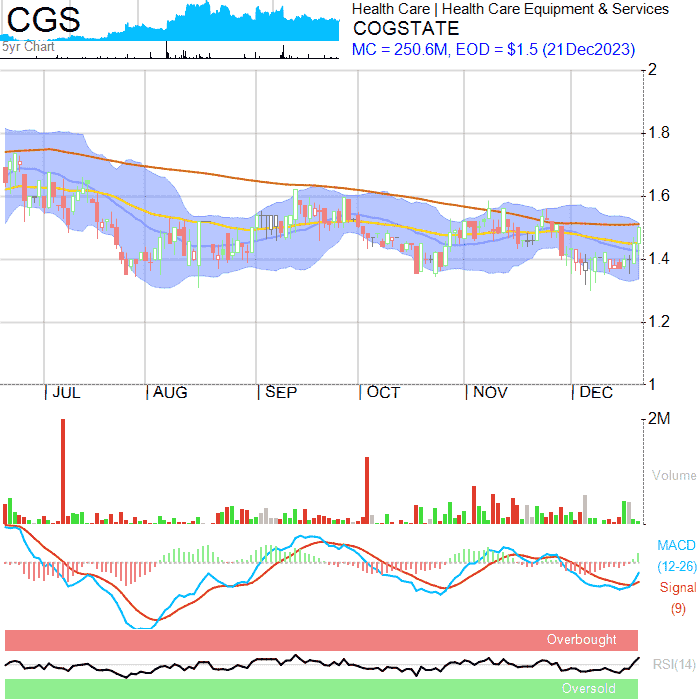 CGS
5yr Chart
Health Care | Health Care Equipment & Services
COGSTATE
MC = 250.6M, EOD = $1.5 (21Dec2023)
2
1.8
1.6
1.4
1.2
1
JUL AUG SEP OCT NOV DEC
2M
Volume
MACD
(12-26)
Signal
(9)
Overbought
RSI(14)
Oversold